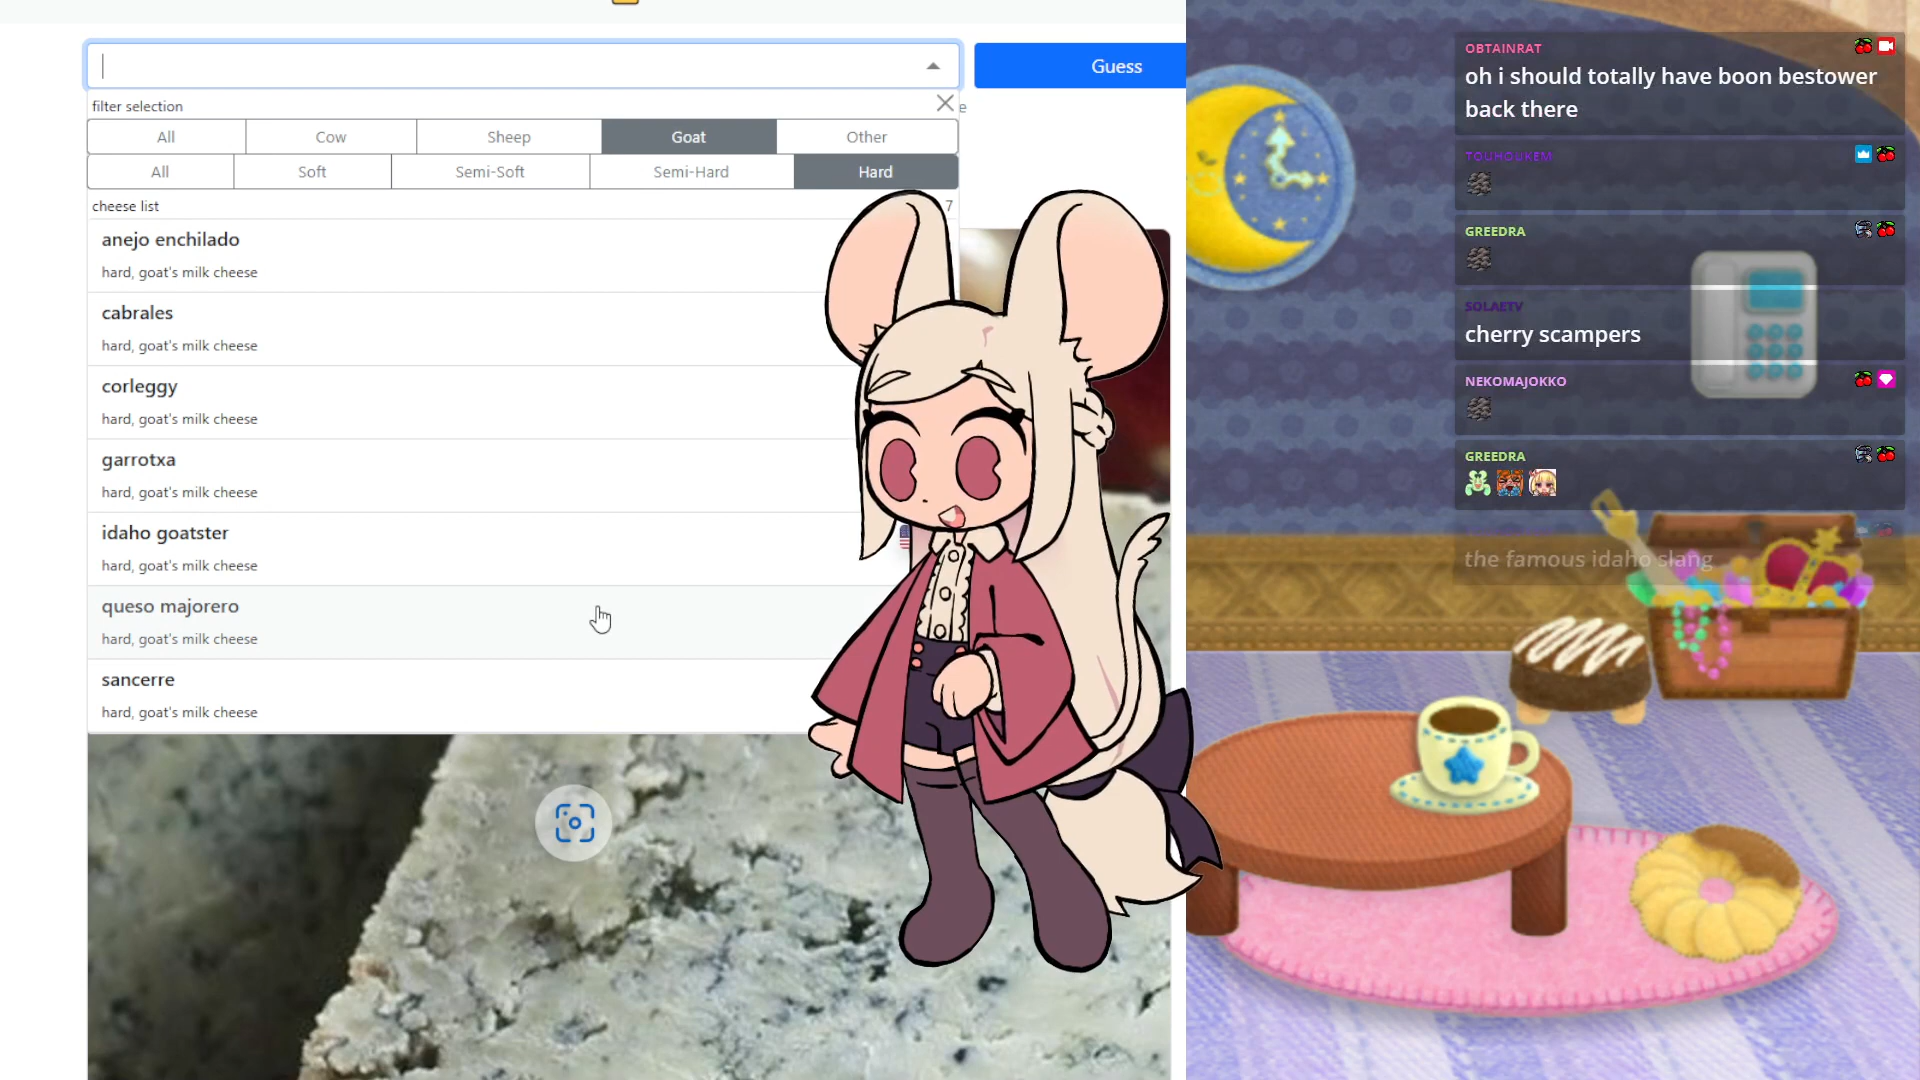 Guess
filter selection
e
All
Cow
Sheep
Goat
Other
All
Soft
Semi-Soft
Semi-Hard
Hard
cheese list
7
anejo enchilado
hard, goat's milk cheese
cabrales
hard, goat's milk cheese
corleggy
hard, goat's milk cheese
garrotxa
hard, goat's milk cheese
idaho goatster
hard, goat's milk cheese
queso majorero
hard, goat's milk cheese
sancerre
hard, goat's milk cheese
OBTAINRAT
oh i should totally have boon bestower
back there
TOUHOUKEM
GREEDRA
SOLAETV
cherry scampers
NEKOMAJOKKO
GREEDRA
the famous idaho slang